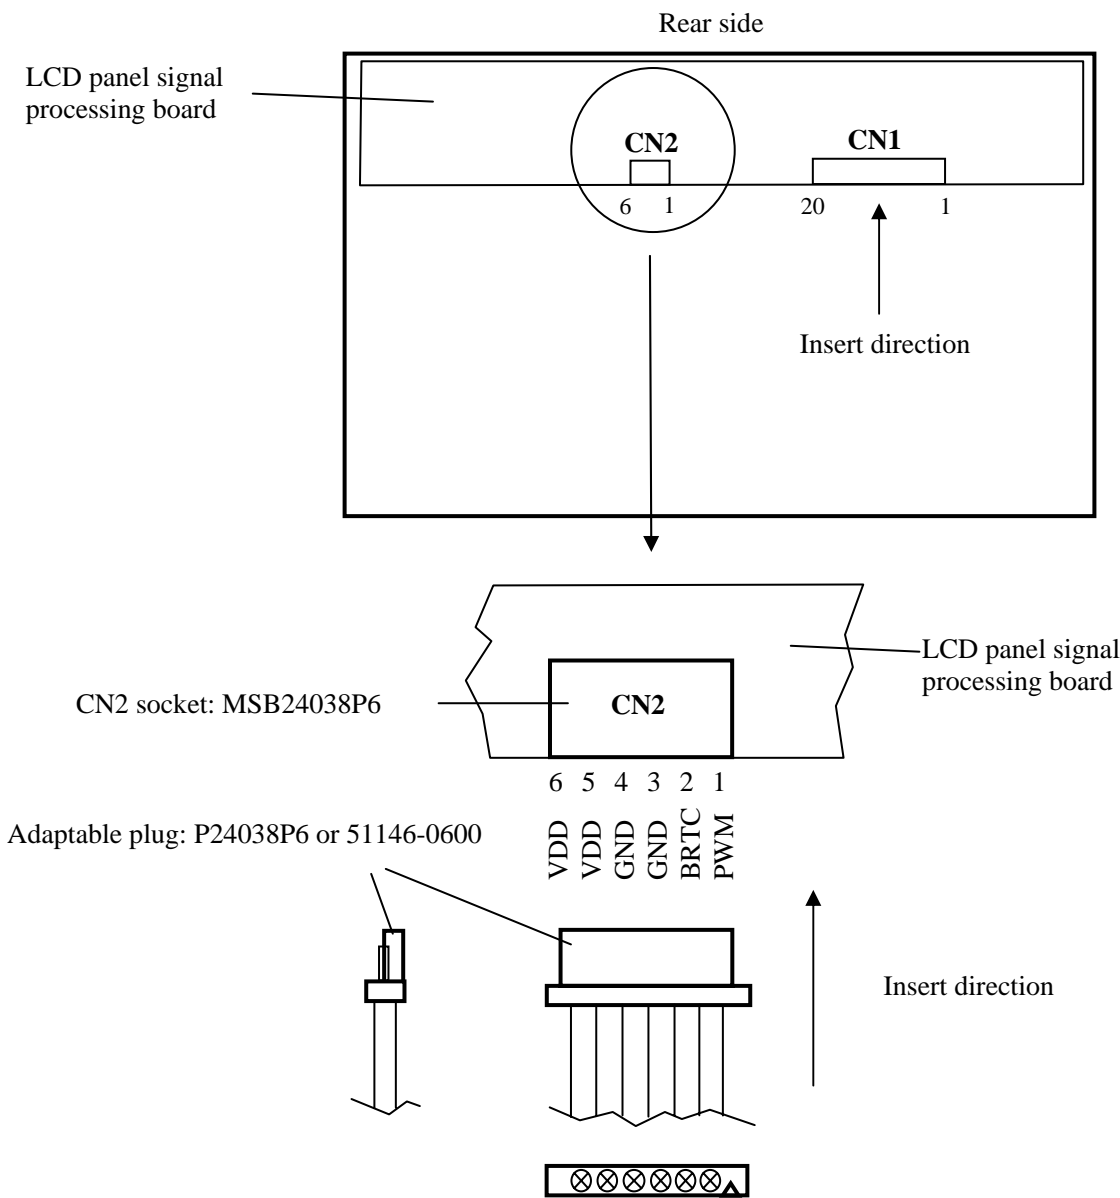 Rear side
LCD panel signal
processing board
CN2
CN1
6 1
20 1
Insert direction
LCD panel signal
processing board
CN2 socket: MSB24038P6
CN2
6 5 4 3 2 1
VDD
VDD
GND
GND
BRTC
PWM
Adaptable plug: P24038P6 or 51146-0600
Insert direction